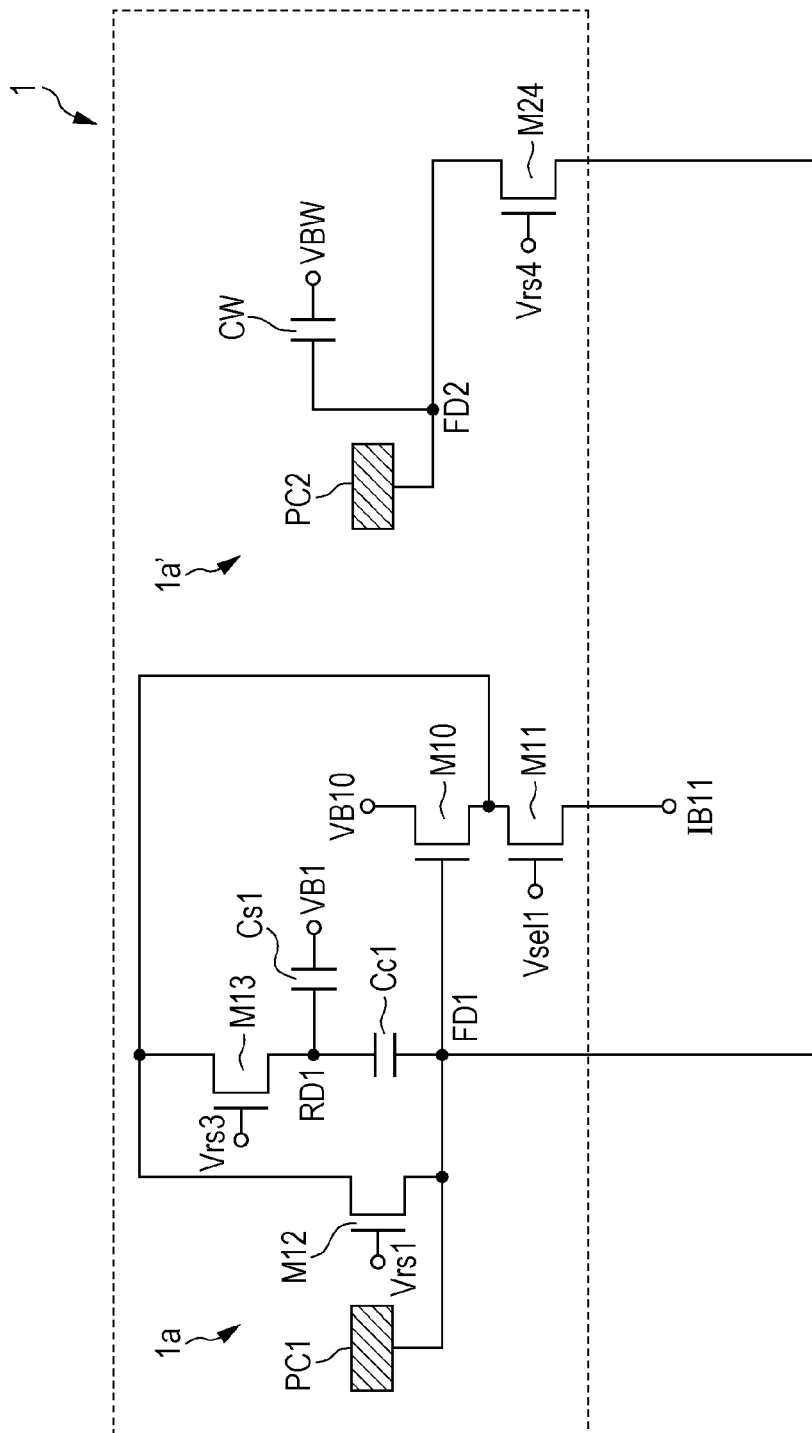 1
1a
PC1
M12
Vrs1
Vrs3
M13
RD1
Cs1
VB1
Cc1
FD1
VB10
M10
M11
Vsel1
IB11
1a'
PC2
CW
VBW
FD2
Vrs4
M24